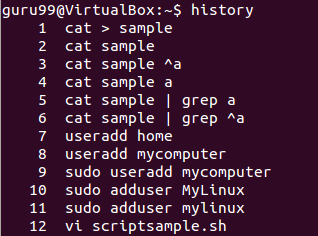 guru99@VirtualBox:~$ history
1 cat > sample
2 cat sample
3 cat sample ^a
4 cat sample a
5 cat sample | grep a
6 cat sample | grep ^a
7 useradd home
8 useradd mycomputer
9 sudo useradd mycomputer
10 sudo adduser MyLinux
11 sudo adduser mylinux
12 vi scriptsample.sh